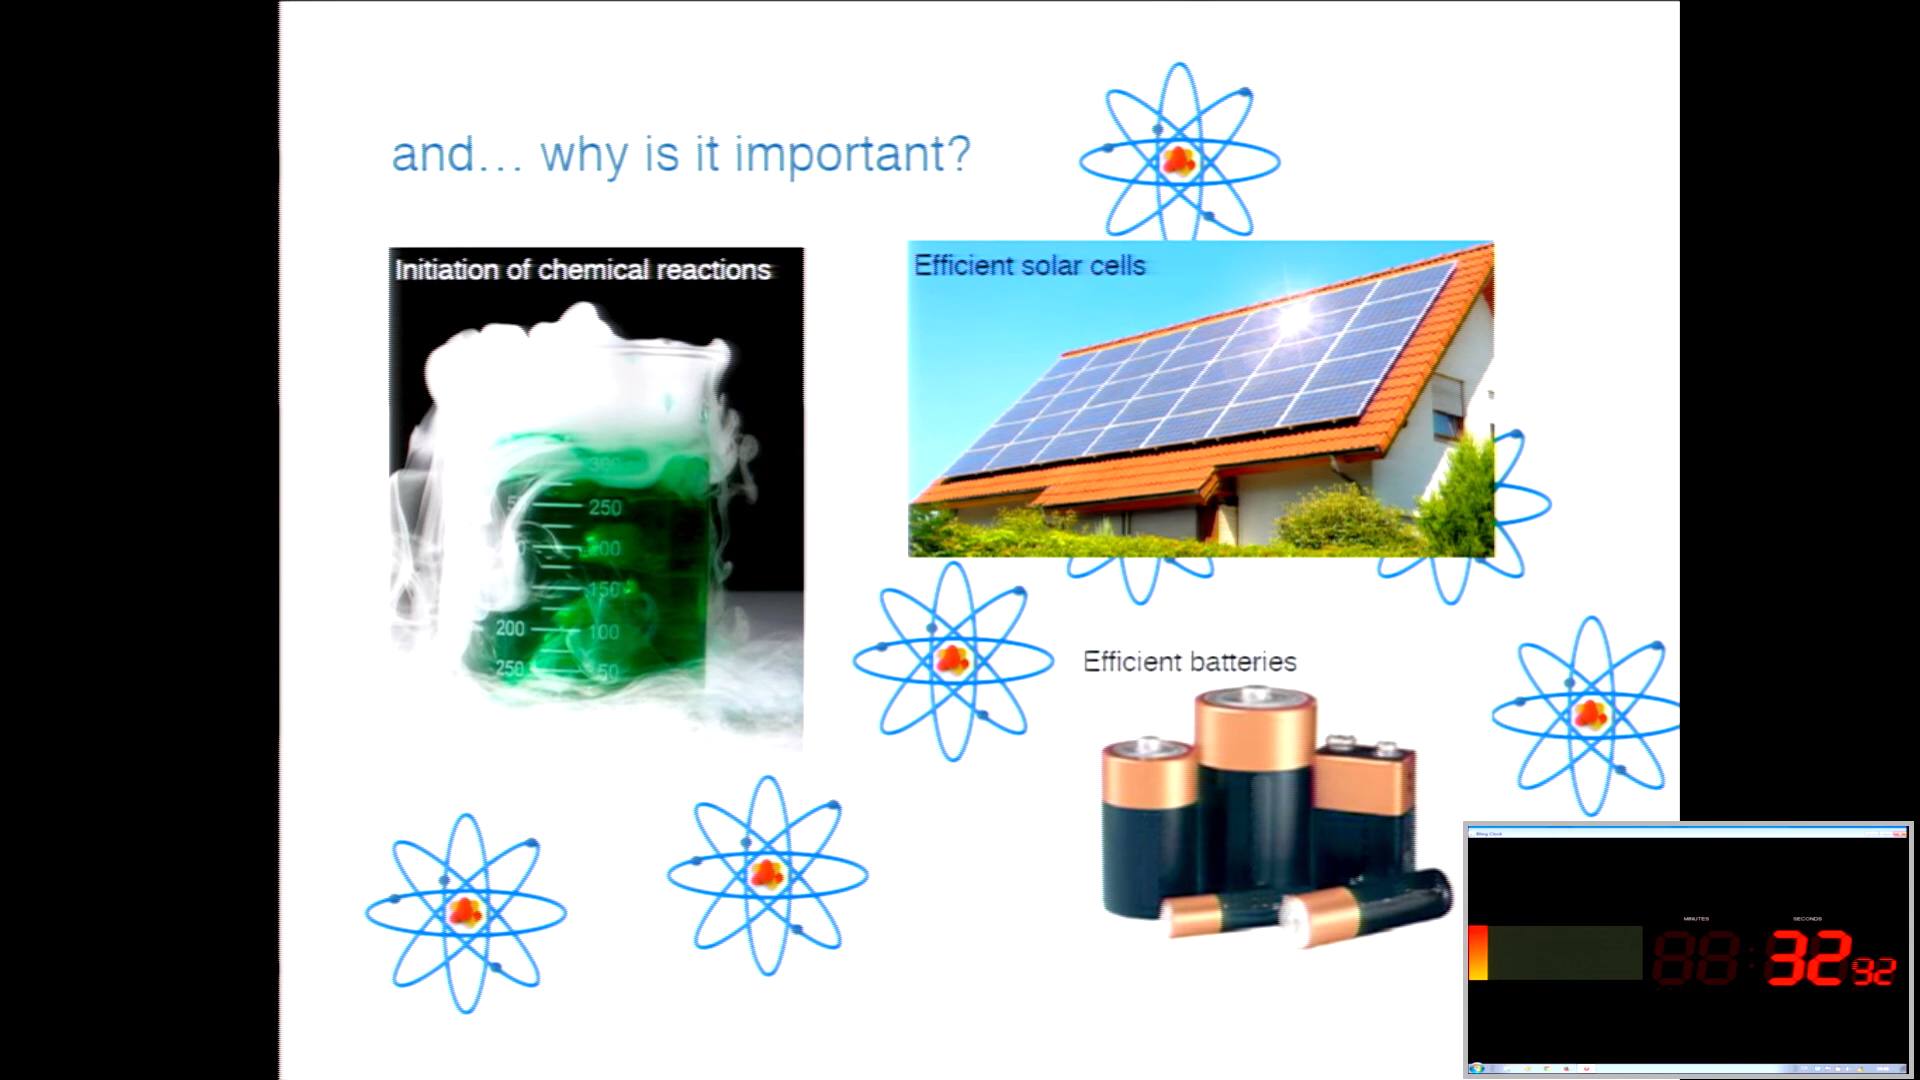 and... why is it important?
Initiation of chemical reactions
Efficient solar cells
300
250
200
150
200
100
250
50
Efficient batteries
MINUTES
SECONDS
32 92